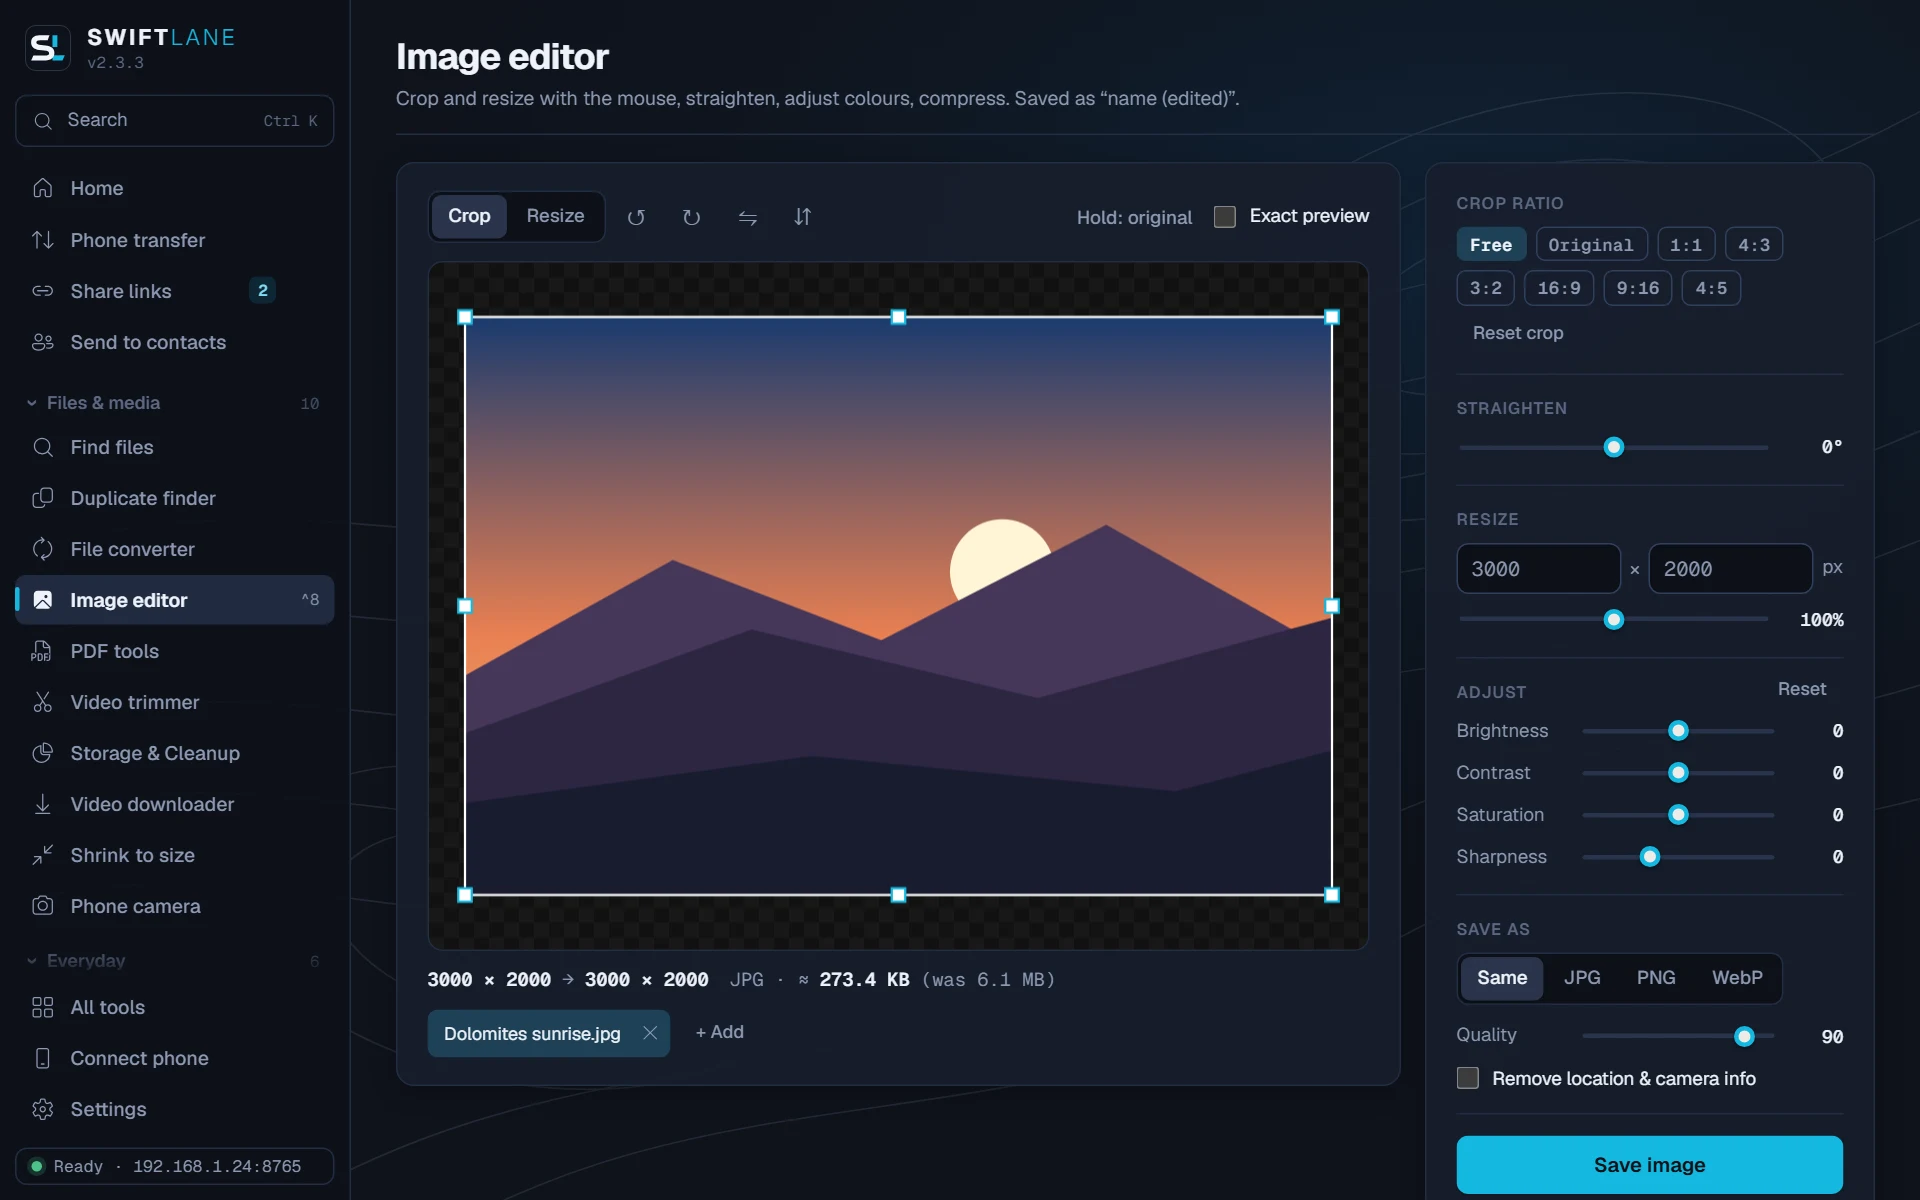 SWIFTLANE
v2.3.3
Search Ctrl K
Home
Phone transfer
Share links 2
Send to contacts
Files & media 10
Find files
Duplicate finder
File converter
Image editor ^8
PDF tools
Video trimmer
Storage & Cleanup
Video downloader
Shrink to size
Phone camera
Everyday 6
All tools
Connect phone
Settings
Ready · 192.168.1.24:8765
Image editor
Crop and resize with the mouse, straighten, adjust colours, compress. Saved as “name (edited)”.
Crop Resize Hold: original Exact preview
3000 × 2000 → 3000 × 2000 JPG · ≈ 273.4 KB (was 6.1 MB)
Dolomites sunrise.jpg + Add
CROP RATIO
Free Original 1:1 4:3
3:2 16:9 9:16 4:5
Reset crop
STRAIGHTEN
0°
RESIZE
3000 × 2000 px
100%
ADJUST Reset
Brightness 0
Contrast 0
Saturation 0
Sharpness 0
SAVE AS
Same JPG PNG WebP
Quality 90
Remove location & camera info
Save image